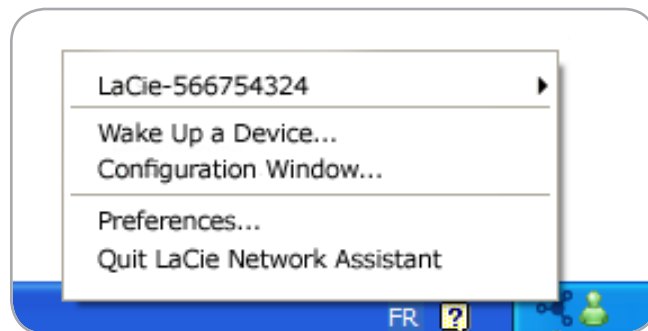 LaCie-566754324
Wake Up a Device...
Configuration Window...
Preferences...
Quit LaCie Network Assistant
FR ?